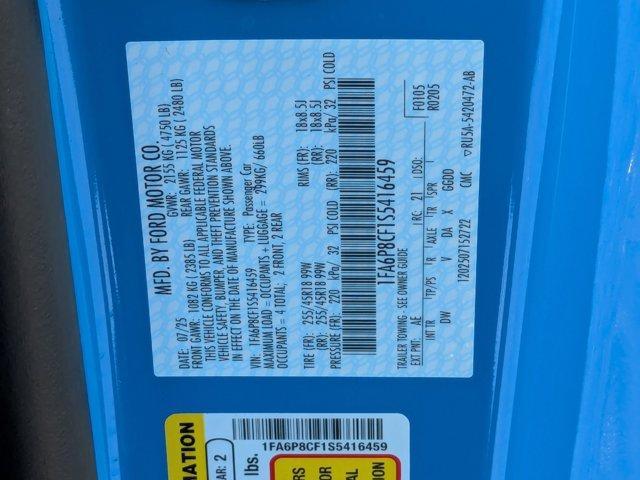 MFD. BY FORD MOTOR CO.
DATE: 07/25 GVWR: 2155 KG ( 4750 LB)
FRONT GAWR: 1082 KG ( 2385 LB) REAR GAWR: 1125 KG ( 2480 LB)
THIS VEHICLE CONFORMS TO ALL APPLICABLE FEDERAL MOTOR
VEHICLE SAFETY, BUMPER, AND THEFT PREVENTION STANDARDS
IN EFFECT ON THE DATE OF MANUFACTURE SHOWN ABOVE.
VIN: 1FA6P8CF1S5416459 TYPE: Passenger Car
MAXIMUM LOAD = OCCUPANTS + LUGGAGE = 299KG/ 660LB
OCCUPANTS = 4 TOTAL; 2 FRONT, 2 REAR
TIRE (FR): 255/45R18 99W RIMS (FR): 18x8.5J
(RR): 255/45R18 99W (RR): 18x8.5J
PRESSURE (FR): 220 kPa/ 32 PSI COLD (RR): 220 kPa/ 32 PSI COLD
1FA6P8CF1S5416459
TRAILER TOWING - SEE OWNER GUIDE F0105
EXT PNT: AE RC: 21 DSO: R0205
INT TR TP/PS R AXLE TR SPR
DW V DA X GGOD
1202507152722 CMC RU5A-5420472-AB
1FA6P8CF1S5416459
MATION
AR: 2
lbs.